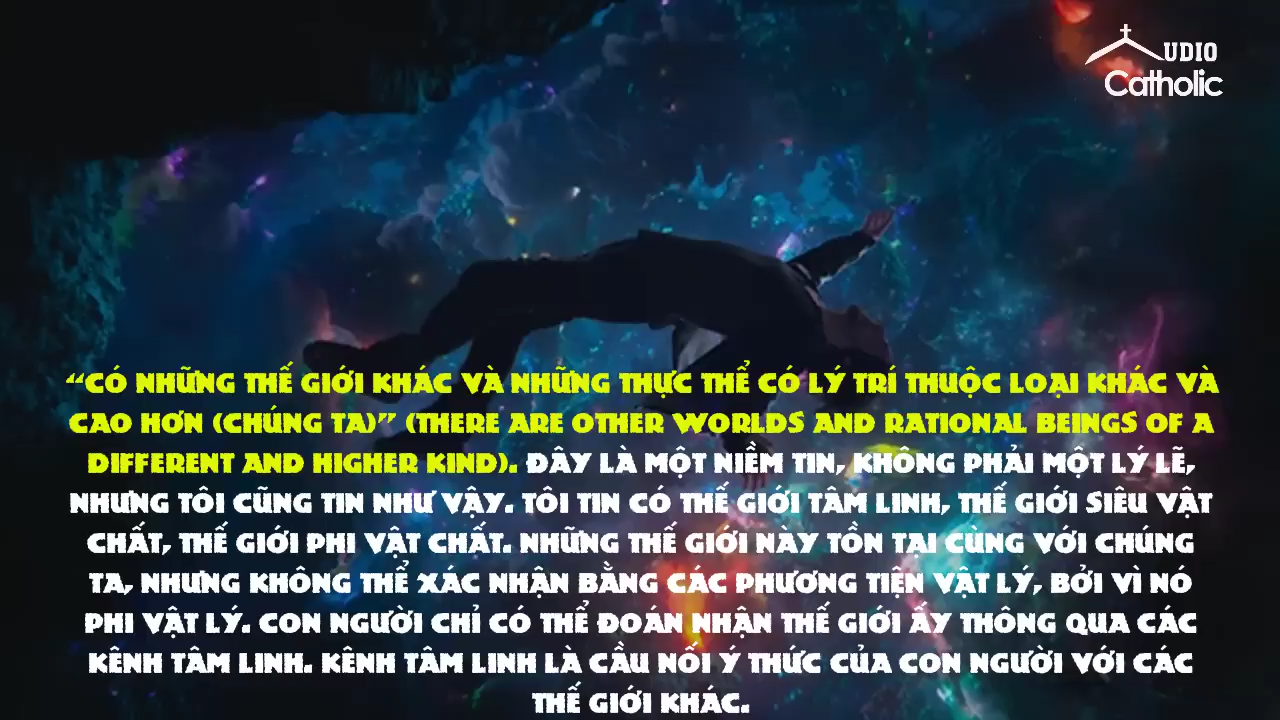 UDIO
Catholic
“CÓ NHỮNG THẾ GIỚI KHÁC VÀ NHỮNG THỰC THỂ CÓ LÝ TRÍ THUỘC LOẠI KHÁC VÀ
CAO HƠN (CHÚNG TA)” (THERE ARE OTHER WORLDS AND RATIONAL BEINGS OF A
DIFFERENT AND HIGHER KIND). ĐÂY LÀ MỘT NIỀM TIN, KHÔNG PHẢI MỘT LÝ LẼ,
NHƯNG TÔI CŨNG TIN NHƯ VẬY. TÔI TIN CÓ THẾ GIỚI TÂM LINH, THẾ GIỚI SIÊU VẬT
CHẤT, THẾ GIỚI PHI VẬT CHẤT. NHỮNG THẾ GIỚI NÀY TỒN TẠI CÙNG VỚI CHÚNG
TA, NHƯNG KHÔNG THỂ XÁC NHẬN BẰNG CÁC PHƯƠNG TIỆN VẬT LÝ, BỞI VÌ NÓ
PHI VẬT LÝ. CON NGƯỜI CHỈ CÓ THỂ ĐOÁN NHẬN THẾ GIỚI ẤY THÔNG QUA CÁC
KÊNH TÂM LINH. KÊNH TÂM LINH LÀ CẦU NỐI Ý THỨC CỦA CON NGƯỜI VỚI CÁC
THẾ GIỚI KHÁC.